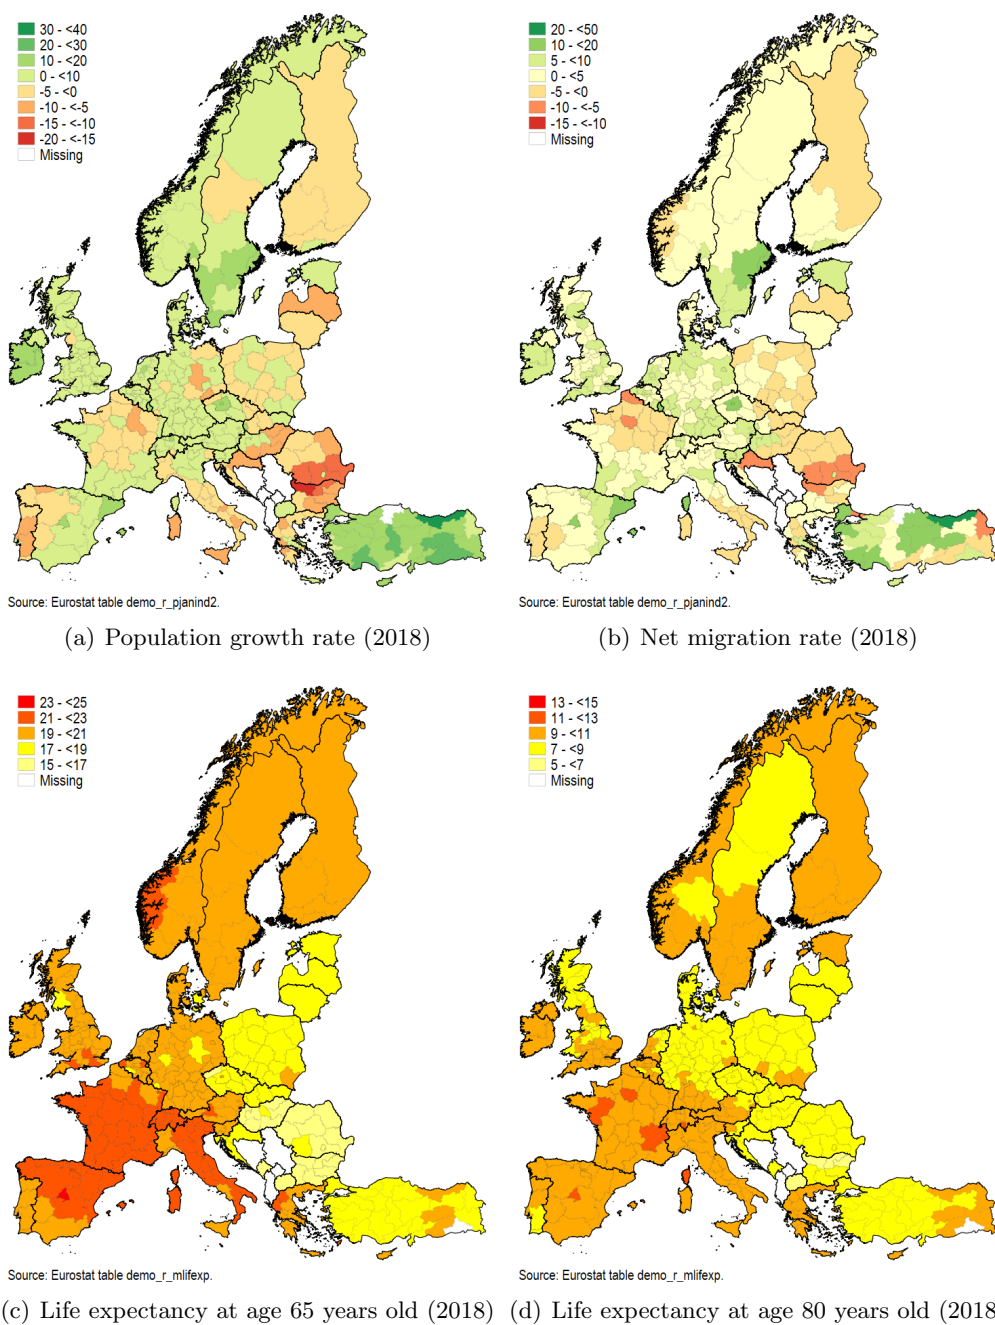 30 - <40
20 - <30
10 - <20
0 - <10
-5 - <0
-10 - <-5
-15 - <-10
-20 - <-15
Missing
Source: Eurostat table demo_r_pjanind2.
(a) Population growth rate (2018)
20 - <50
10 - <20
5 - <10
0 - <5
-5 - <0
-10 - <-5
-15 - <-10
Missing
Source: Eurostat table demo_r_pjanind2.
(b) Net migration rate (2018)
23 - <25
21 - <23
19 - <21
17 - <19
15 - <17
Missing
Source: Eurostat table demo_r_mlifexp.
(c) Life expectancy at age 65 years old (2018)
13 - <15
11 - <13
9 - <11
7 - <9
5 - <7
Missing
Source: Eurostat table demo_r_mlifexp.
(d) Life expectancy at age 80 years old (2018